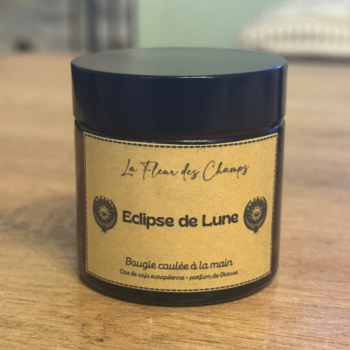 La Fleur des Champs
Eclipse de Lune
Bougie coulée à la main
Cire de soja européenne - parfum de Grasse